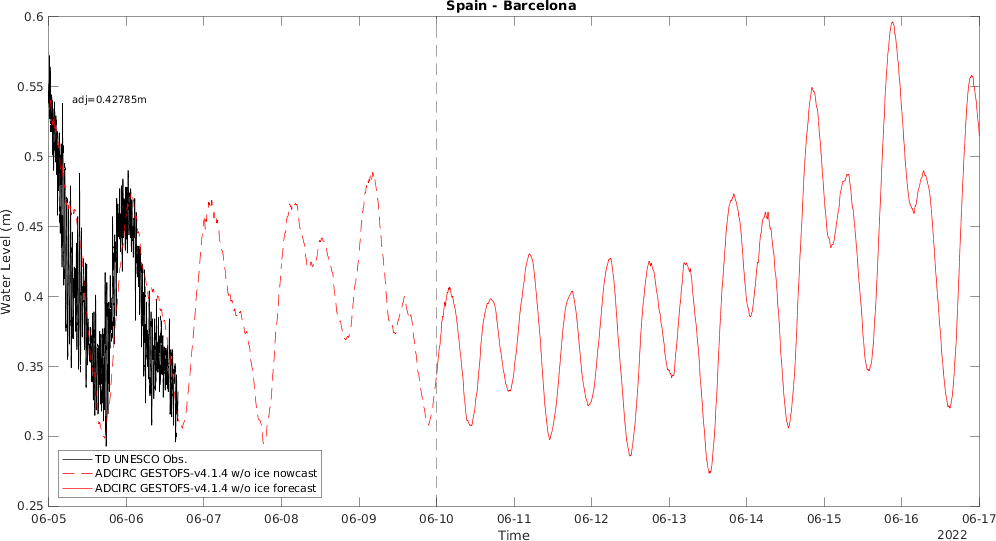 Spain - Barcelona
adj=0.42785m
Water Level (m)
0.6
0.55
0.5
0.45
0.4
0.35
0.3
0.25
TD UNESCO Obs.
ADCIRC GESTOFS-v4.1.4 w/o ice nowcast
ADCIRC GESTOFS-v4.1.4 w/o ice forecast
06-05 06-06 06-07 06-08 06-09 06-10 06-11 06-12 06-13 06-14 06-15 06-16 06-17
Time
2022